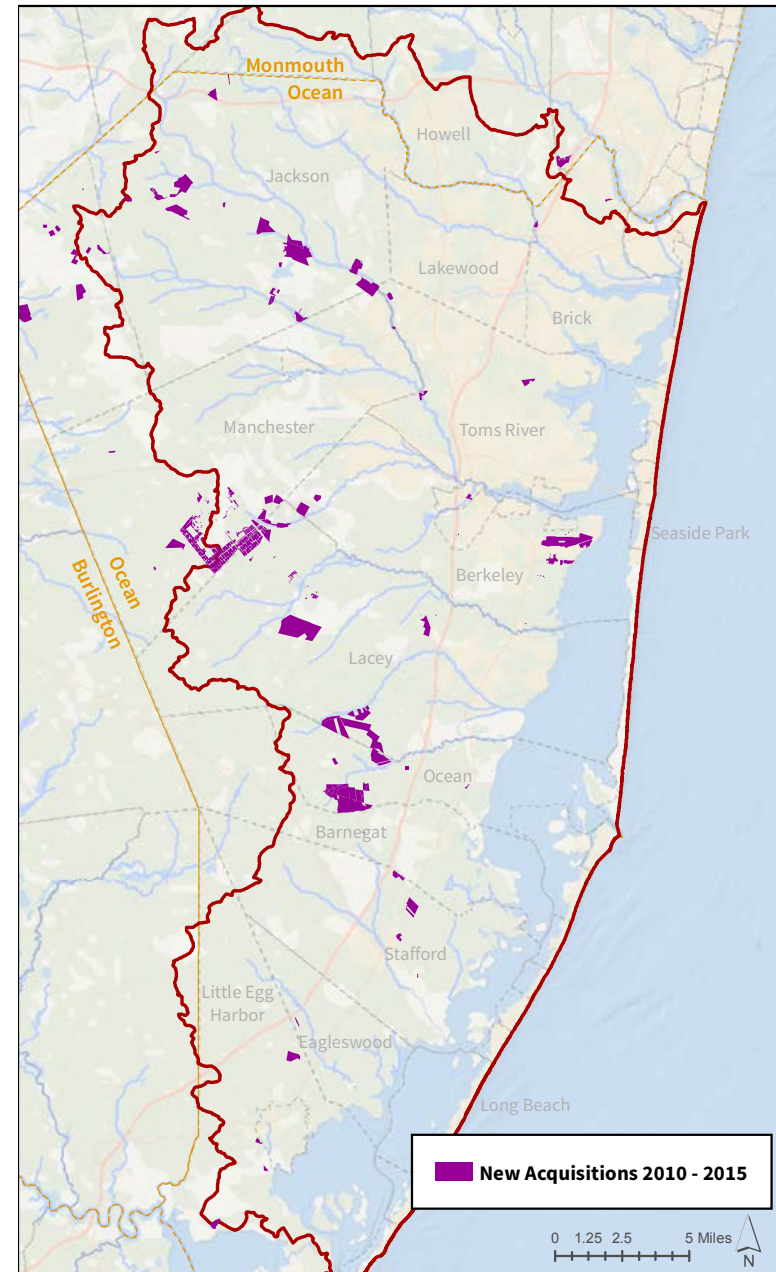 Monmouth
Ocean
Howell
Jackson
Lakewood
Brick
Manchester
Toms River
Seaside Park
Ocean
Burlington
Berkeley
Lacey
Ocean
Barnegat
Stafford
Little Egg
Harbor
Eagleswood
Long Beach
New Acquisitions 2010 - 2015
0 1.25 2.5 5 Miles
N